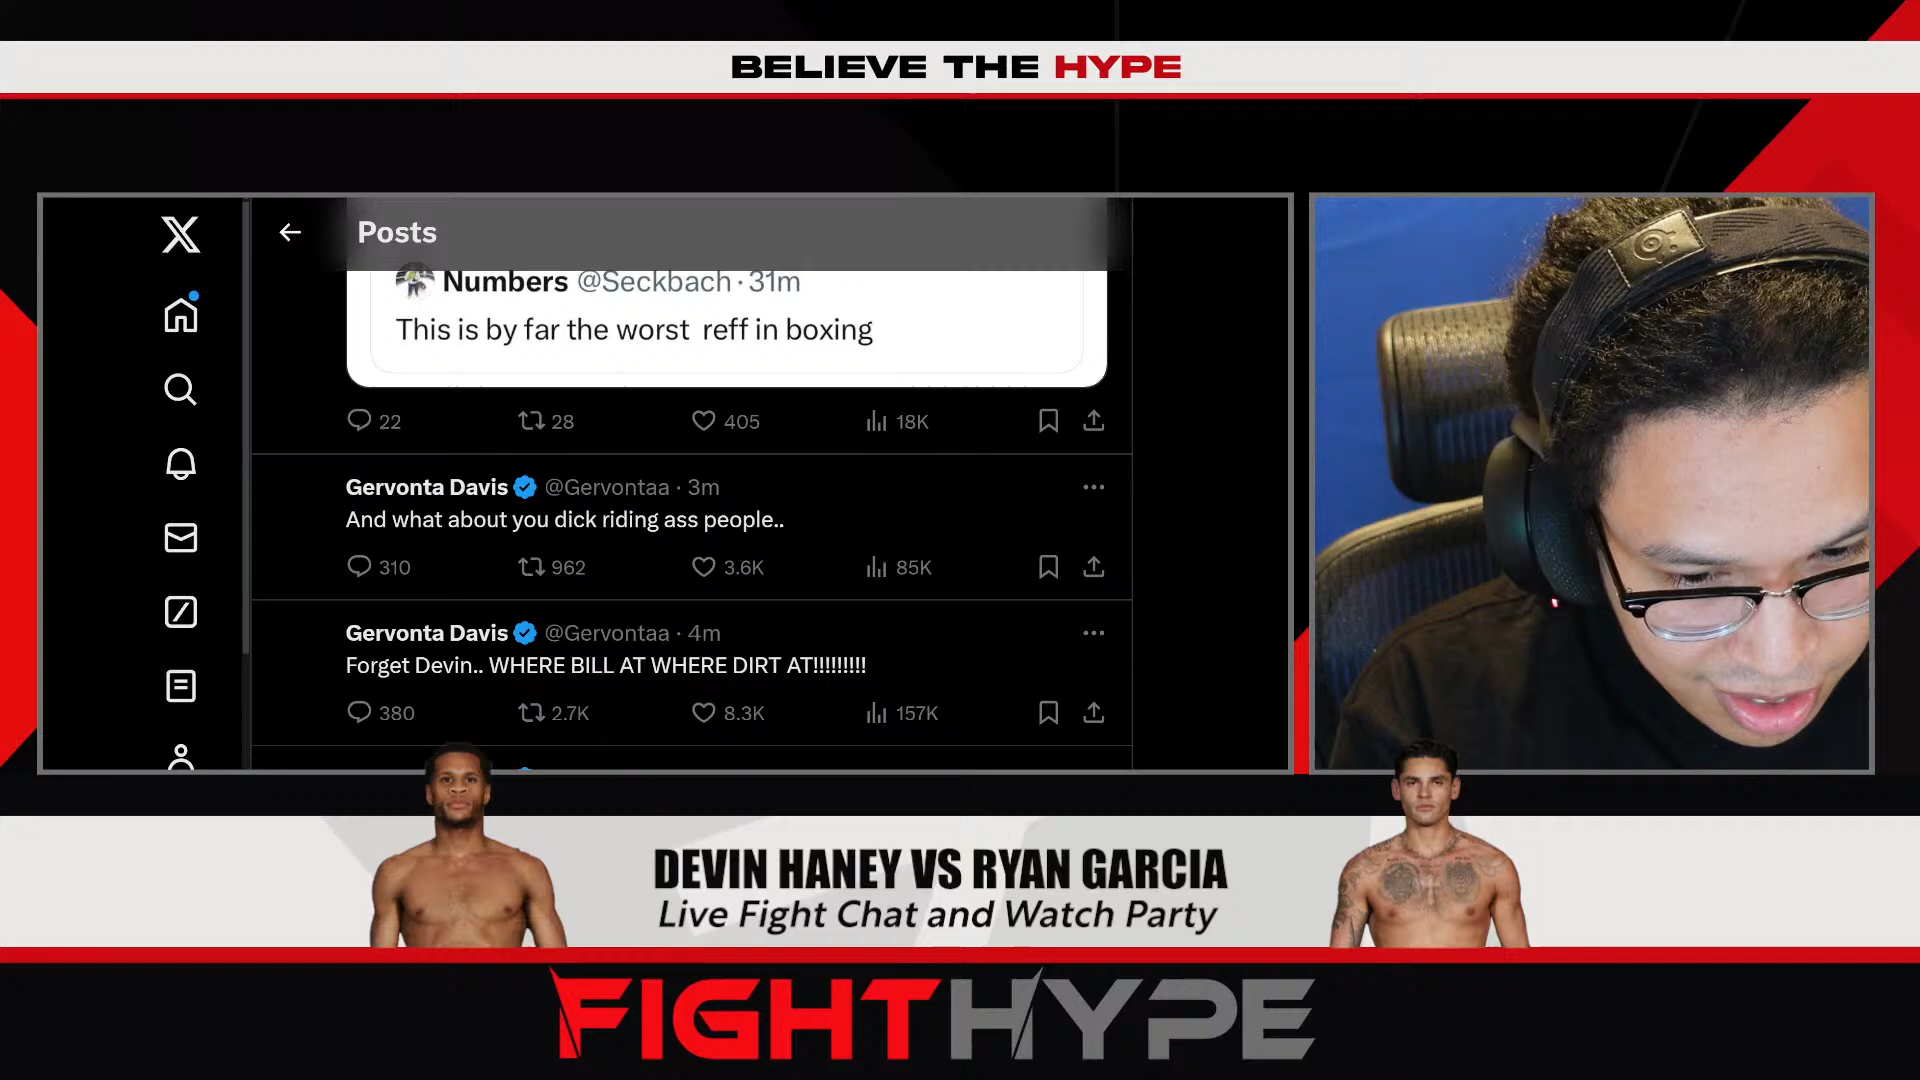 BELIEVE THE HYPE
Posts
Numbers @Seckbach · 31m
This is by far the worst reff in boxing
22 28 405 18K
Gervonta Davis @Gervontaa · 3m
And what about you dick riding ass people..
310 962 3.6K 85K
Gervonta Davis @Gervontaa · 4m
Forget Devin.. WHERE BILL AT WHERE DIRT AT!!!!!!!!!
380 2.7K 8.3K 157K
DEVIN HANEY VS RYAN GARCIA
Live Fight Chat and Watch Party
FIGHTHYPE